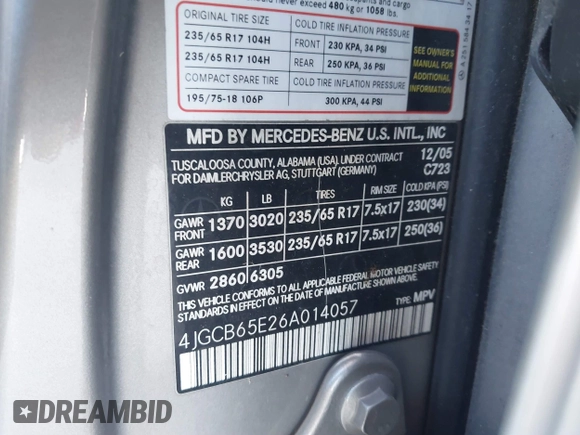 never exceed 480 kg or 1058 lbs.
ORIGINAL TIRE SIZE COLD TIRE INFLATION PRESSURE
235/65 R17 104H FRONT 230 KPA, 34 PSI
235/65 R17 104H REAR 250 KPA, 36 PSI
COMPACT SPARE TIRE COLD TIRE INFLATION PRESSURE
195/75-18 106P 300 KPA, 44 PSI
SEE OWNER'S
MANUAL FOR
ADDITIONAL
INFORMATION
A 251 584 34 17
MFD BY MERCEDES-BENZ U.S. INTL., INC
TUSCALOOSA COUNTY, ALABAMA (USA), UNDER CONTRACT 12/05
FOR DAIMLERCHRYSLER AG, STUTTGART (GERMANY) C723
KG LB TIRES RIM SIZE COLD KPA (PSI)
GAWR FRONT 1370 3020 235/65 R17 7.5x17 230(34)
GAWR REAR 1600 3530 235/65 R17 7.5x17 250(36)
GVWR 2860 6305
THIS VEHICLE CONFORMS TO ALL APPLICABLE FEDERAL MOTOR VEHICLE SAFETY
STANDARDS IN EFFECT ON THE DATE OF MANUFACTURE SHOWN ABOVE.
4JGCB65E26A014057 TYPE: MPV
DREAMBID